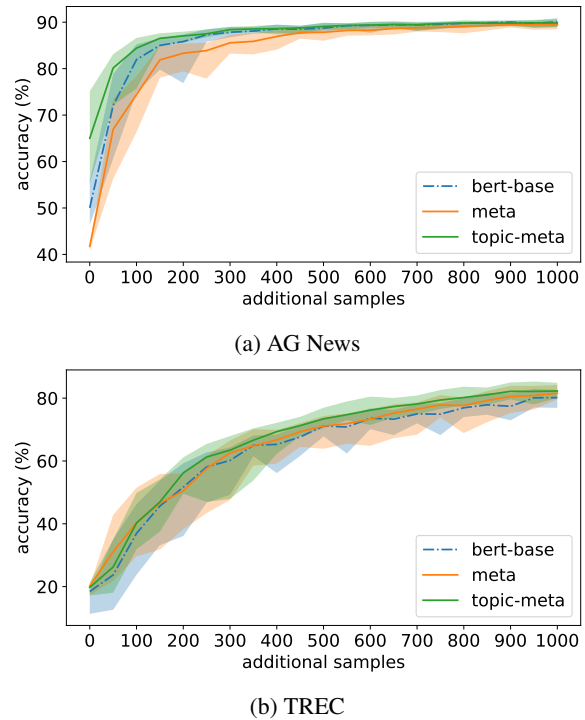 90
80
70
60
50
40
accuracy (%)
bert-base
meta
topic-meta
0 100 200 300 400 500 600 700 800 900 1000
additional samples
(a) AG News
80
60
40
20
accuracy (%)
bert-base
meta
topic-meta
0 100 200 300 400 500 600 700 800 900 1000
additional samples
(b) TREC